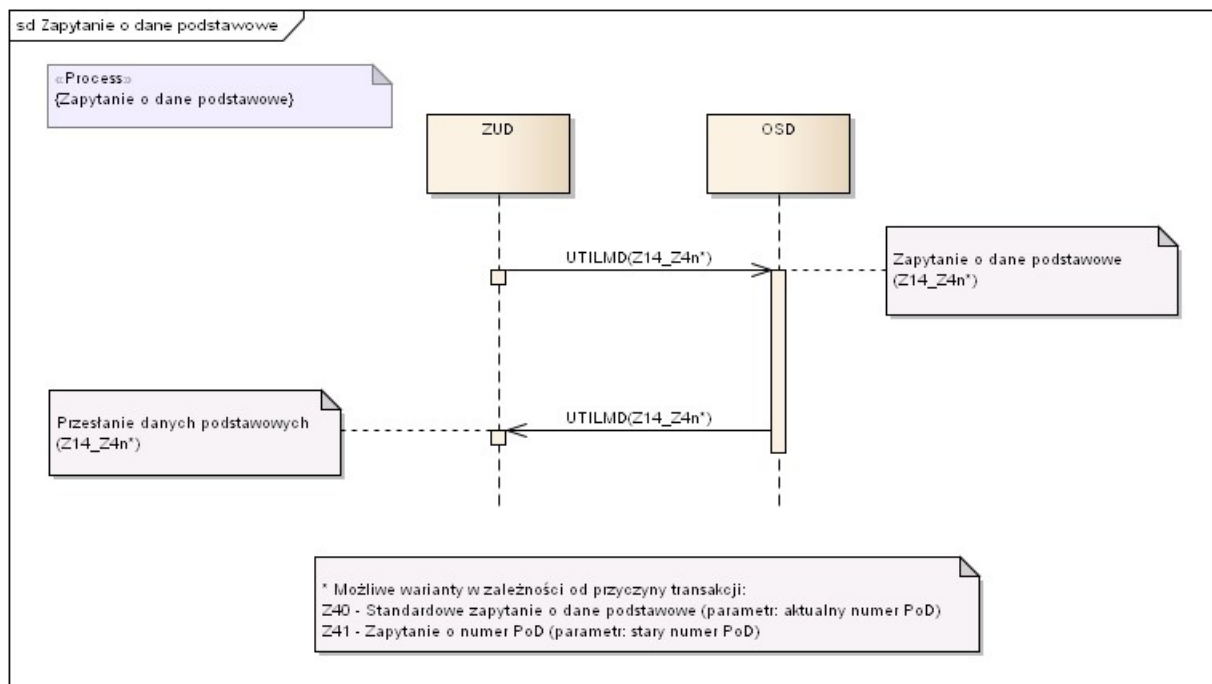 sd Zapytanie o dane podstawowe
«Process»
{Zapytanie o dane podstawowe}
ZUD
OSD
UTILMD(Z14_Z4n*)
Zapytanie o dane podstawowe
(Z14_Z4n*)
UTILMD(Z14_Z4n*)
Przesłanie danych podstawowych
(Z14_Z4n*)
* Możliwe warianty w zależności od przyczyny transakcji:
Z40 - Standardowe zapytanie o dane podstawowe (parametr: aktualny numer PoD)
Z41 - Zapytanie o numer PoD (parametr: stary numer PoD)